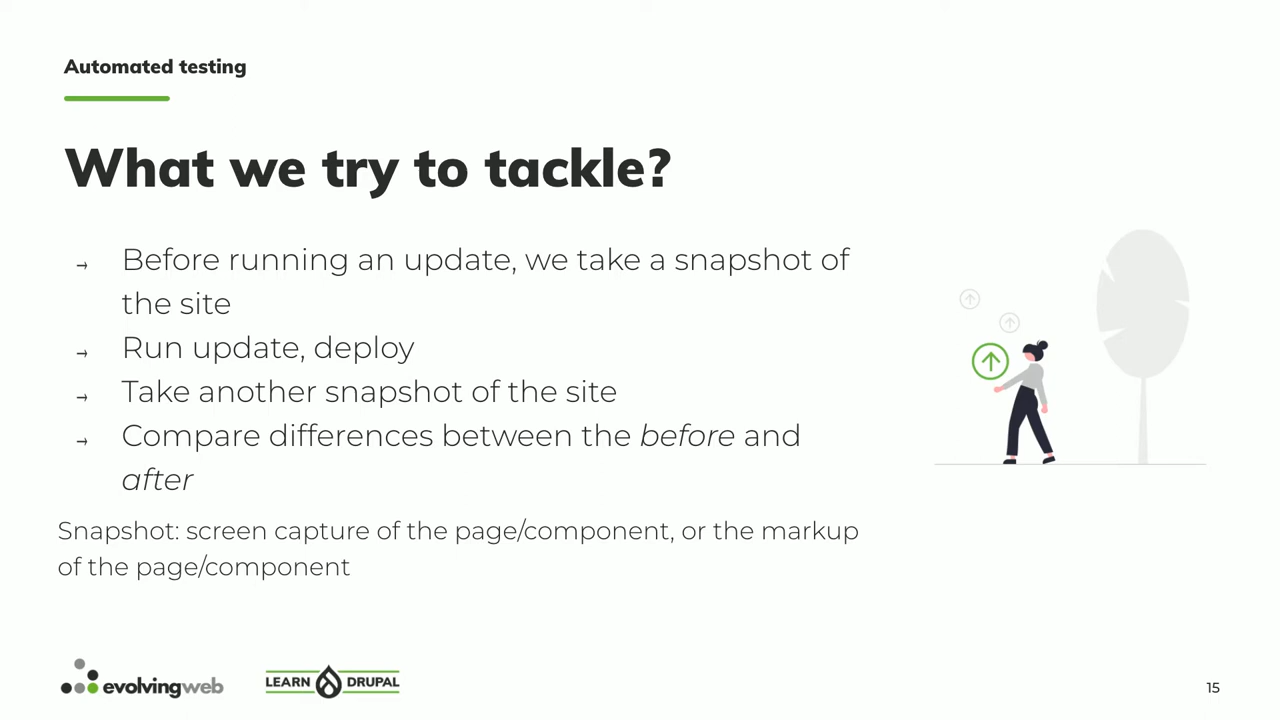 Automated testing
What we try to tackle?
→ Before running an update, we take a snapshot of
the site
→ Run update, deploy
→ Take another snapshot of the site
→ Compare differences between the before and
after
Snapshot: screen capture of the page/component, or the markup
of the page/component
evolvingweb
LEARN DRUPAL
15